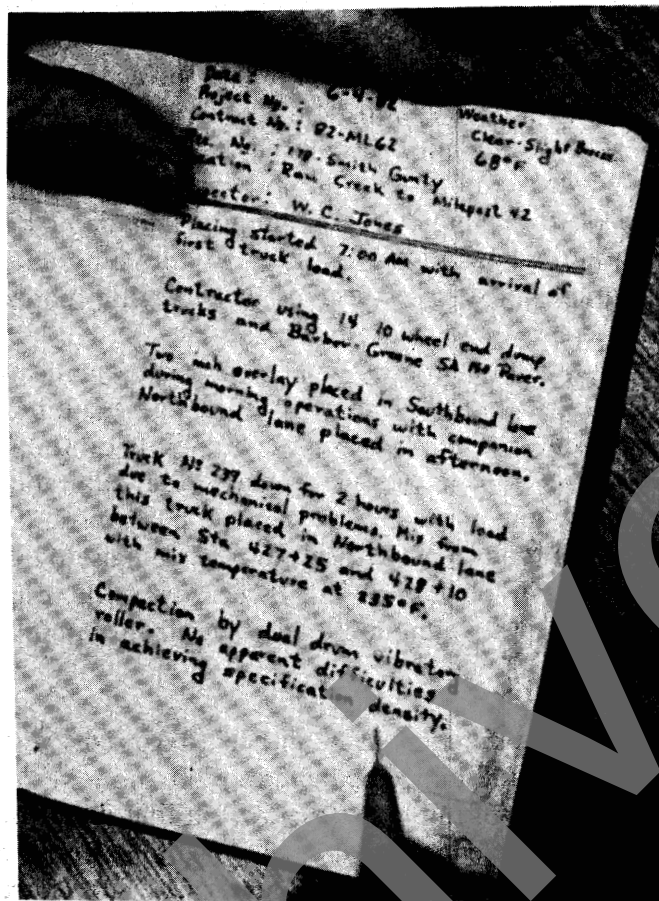 Date :
Project No. : 6-4-82
Contract No. : 82-ML62
No. : 178 - Smith County
Weather:
Clear - Slight Breeze
68°F
: Raw Creek to Milepost 42
: W. C. Jones
Placing started 7:00 AM with arrival of
first truck load.
Contractor using 14 10 wheel end dump
trucks and Barber-Greene SA Paver.
Two inch overlay placed in Southbound lane
during morning operations with companion
Northbound lane placed in afternoon.
Truck No 237 down for 2 hours with load
due to mechanical problems. Mix from
this truck placed in Northbound lane
between Sta 427+25 and 428+10
with mix temperature at 235°F.
Compaction by dual drum vibratory
roller. No apparent difficulties
in achieving specification density.